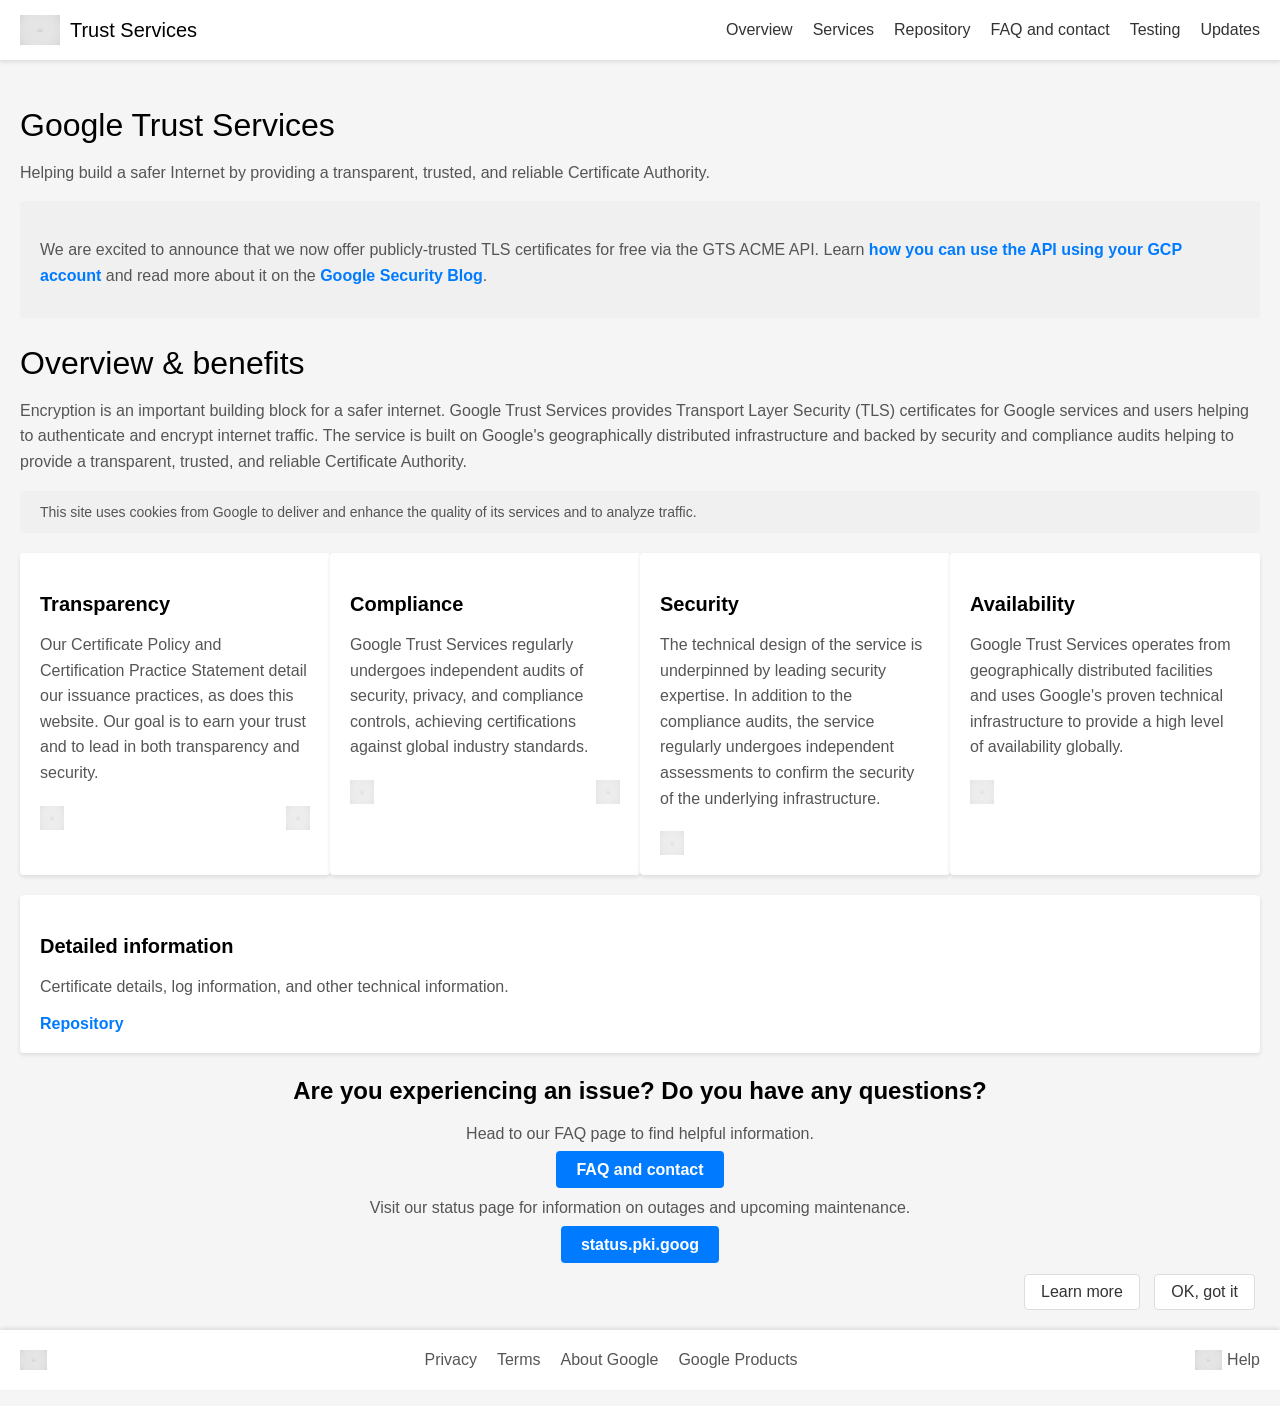 Trust Services
Overview Services Repository FAQ and contact Testing Updates
Google Trust Services
Helping build a safer Internet by providing a transparent, trusted, and reliable Certificate Authority.
We are excited to announce that we now offer publicly-trusted TLS certificates for free via the GTS ACME API. Learn how you can use the API using your GCP
account and read more about it on the Google Security Blog.
Overview & benefits
Encryption is an important building block for a safer internet. Google Trust Services provides Transport Layer Security (TLS) certificates for Google services and users helping
to authenticate and encrypt internet traffic. The service is built on Google's geographically distributed infrastructure and backed by security and compliance audits helping to
provide a transparent, trusted, and reliable Certificate Authority.
This site uses cookies from Google to deliver and enhance the quality of its services and to analyze traffic.
Transparency
Our Certificate Policy and
Certification Practice Statement detail
our issuance practices, as does this
website. Our goal is to earn your trust
and to lead in both transparency and
security.
Compliance
Google Trust Services regularly
undergoes independent audits of
security, privacy, and compliance
controls, achieving certifications
against global industry standards.
Security
The technical design of the service is
underpinned by leading security
expertise. In addition to the
compliance audits, the service
regularly undergoes independent
assessments to confirm the security
of the underlying infrastructure.
Availability
Google Trust Services operates from
geographically distributed facilities
and uses Google's proven technical
infrastructure to provide a high level
of availability globally.
Detailed information
Certificate details, log information, and other technical information.
Repository
Are you experiencing an issue? Do you have any questions?
Head to our FAQ page to find helpful information.
FAQ and contact
Visit our status page for information on outages and upcoming maintenance.
status.pki.goog
Learn more OK, got it
Privacy Terms About Google Google Products Help